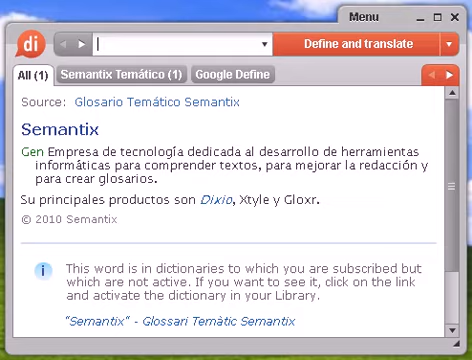 Menu
di
Define and translate
All (1)
Semantix Temático (1)
Google Define
Source: Glosario Temático Semantix
Semantix
Gen Empresa de tecnología dedicada al desarrollo de herramientas
informáticas para comprender textos, para mejorar la redacción y
para crear glosarios.
Su principales productos son Dixio, Xtyle y Gloxr.
© 2010 Semantix
i
This word is in dictionaries to which you are subscribed but
which are not active. If you want to see it, click on the link
and activate the dictionary in your Library.
"Semantix" - Glossari Temàtic Semantix